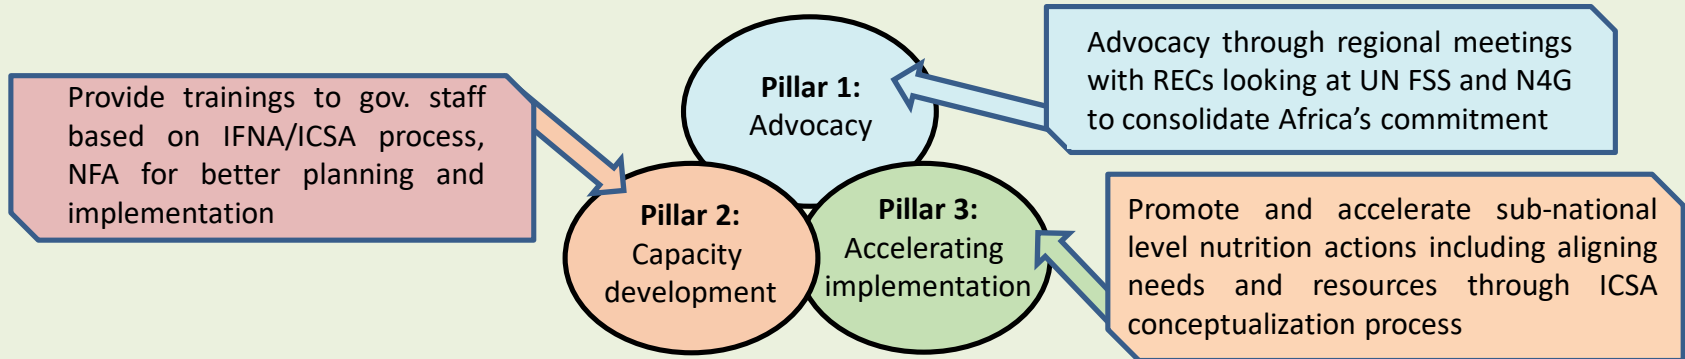 Advocacy through regional meetings
with RECs looking at UN FSS and N4G
to consolidate Africa's commitment
Pillar 1:
Advocacy
Provide trainings to gov. staff
based on IFNA/ICSA process,
NFA for better planning and
implementation
Pillar 2:
Capacity
development
Pillar 3:
Accelerating
implementation
Promote and accelerate sub-national
level nutrition actions including aligning
needs and resources through ICSA
conceptualization process